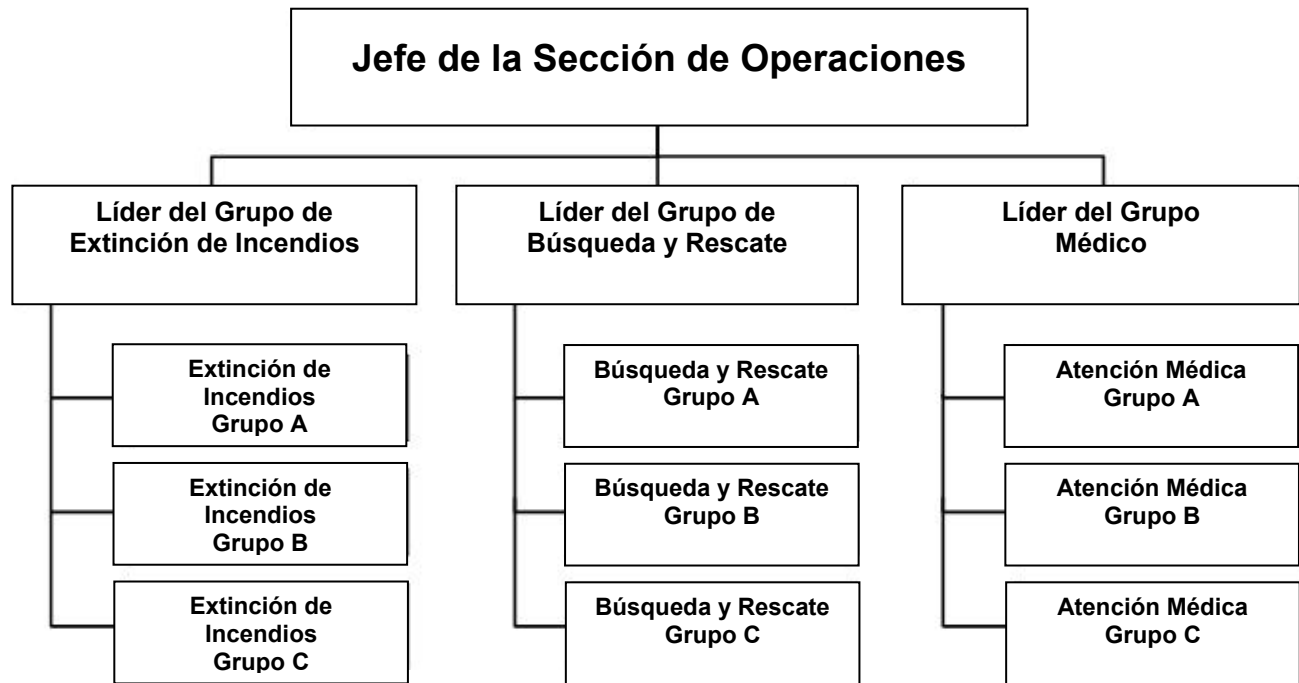 Jefe de la Sección de Operaciones
Líder del Grupo de
Extinción de Incendios
Líder del Grupo de
Búsqueda y Rescate
Líder del Grupo
Médico
Extinción de
Incendios
Grupo A
Búsqueda y Rescate
Grupo A
Atención Médica
Grupo A
Extinción de
Incendios
Grupo B
Búsqueda y Rescate
Grupo B
Atención Médica
Grupo B
Extinción de
Incendios
Grupo C
Búsqueda y Rescate
Grupo C
Atención Médica
Grupo C